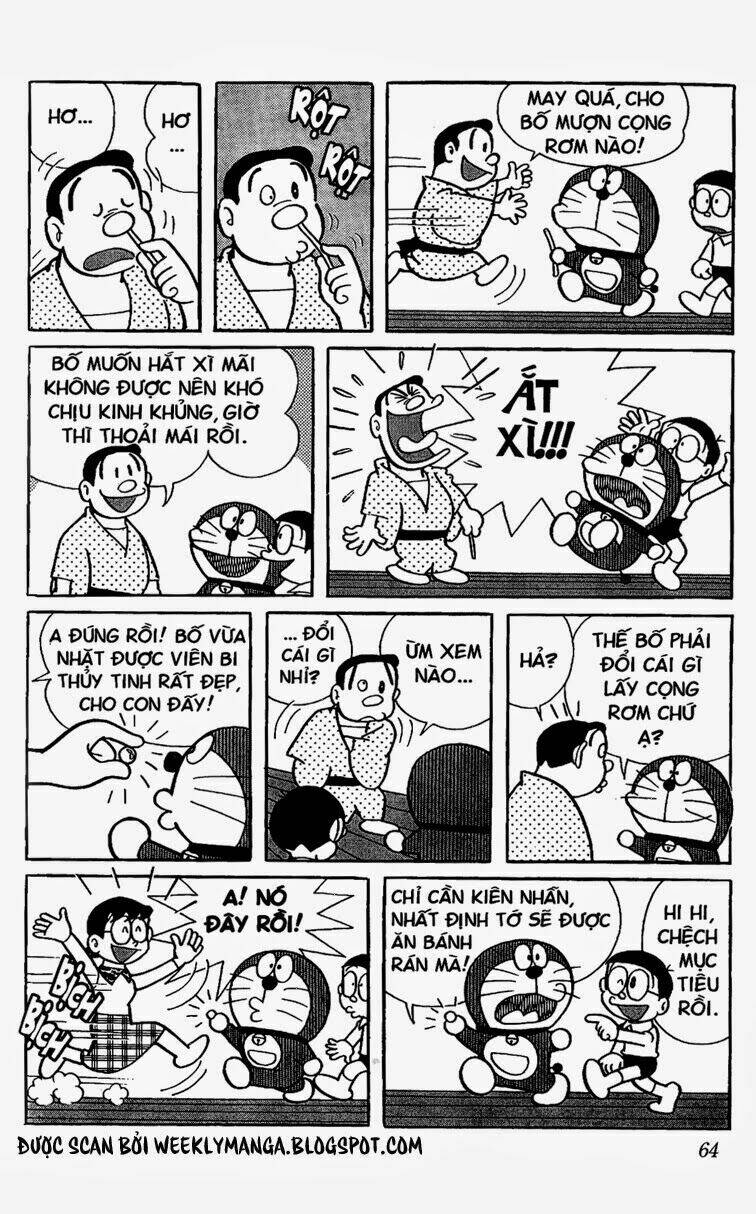 MAY QUÁ, CHO
BỐ MƯỢN CỌNG
RƠM NÀO!
RỘT
RỘT
HƠ
...
HƠ...
ẮT
XÌ!!!
BỐ MUỐN HẮT XÌ MÃI
KHÔNG ĐƯỢC NÊN KHÓ
CHỊU KINH KHỦNG, GIỜ
THÌ THOẢI MÁI RỒI.
THẾ BỐ PHẢI
ĐỔI CÁI GÌ
LẤY CỌNG
RƠM CHỨ
Ạ?
HẢ?
ỪM XEM
NÀO...
... ĐỔI
CÁI GÌ
NHỈ?
A ĐÚNG RỒI! BỐ VỪA
NHẶT ĐƯỢC VIÊN BI
THỦY TINH RẤT ĐẸP,
CHO CON ĐẤY!
HI HI,
CHỆCH
MỤC
TIÊU
RỒI.
CHỈ CẦN KIÊN NHẪN,
NHẤT ĐỊNH TỚ SẼ ĐƯỢC
ĂN BÁNH
RÁN MÀ!
A! NÓ
ĐÂY RỒI!
BỊCH
BỊCH
ĐƯỢC SCAN BỞI WEEKLYMANGA.BLOGSPOT.COM
64